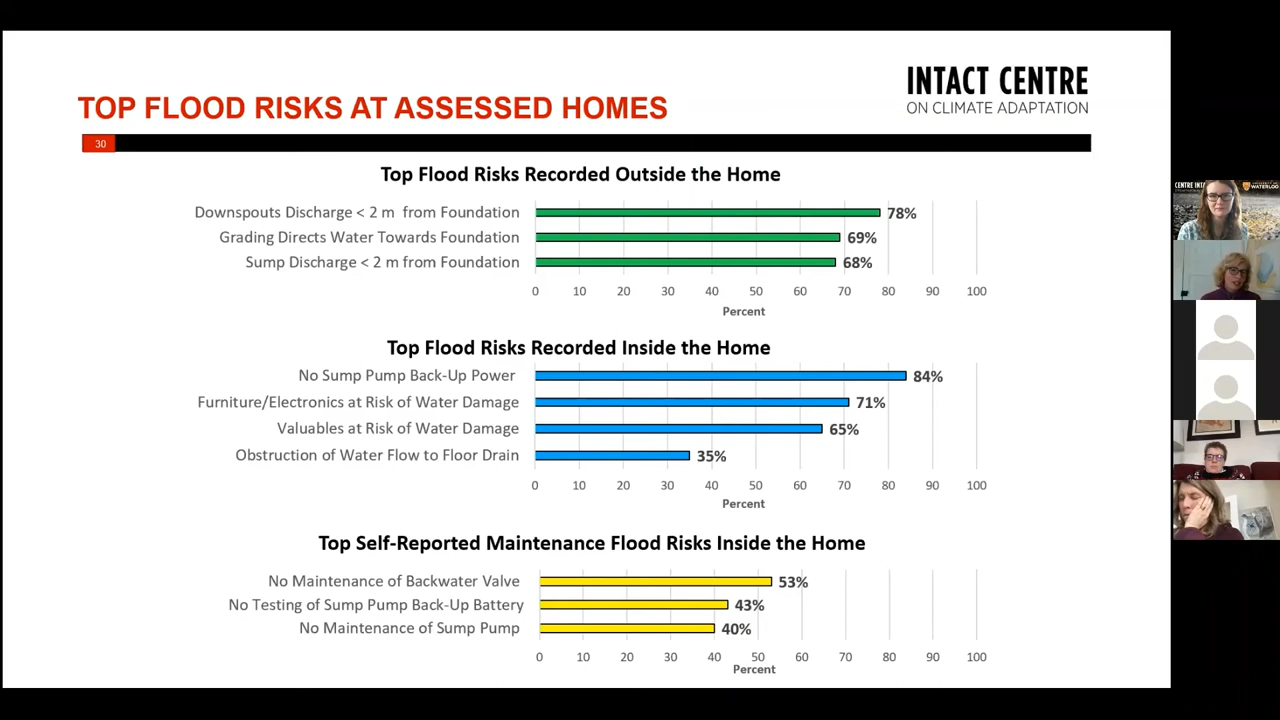 TOP FLOOD RISKS AT ASSESSED HOMES
INTACT CENTRE
ON CLIMATE ADAPTATION
30
Top Flood Risks Recorded Outside the Home
Downspouts Discharge < 2 m from Foundation 78%
Grading Directs Water Towards Foundation 69%
Sump Discharge < 2 m from Foundation 68%
0 10 20 30 40 50 60 70 80 90 100
Percent
Top Flood Risks Recorded Inside the Home
No Sump Pump Back-Up Power 84%
Furniture/Electronics at Risk of Water Damage 71%
Valuables at Risk of Water Damage 65%
Obstruction of Water Flow to Floor Drain 35%
0 10 20 30 40 50 60 70 80 90 100
Percent
Top Self-Reported Maintenance Flood Risks Inside the Home
No Maintenance of Backwater Valve 53%
No Testing of Sump Pump Back-Up Battery 43%
No Maintenance of Sump Pump 40%
0 10 20 30 40 50 60 70 80 90 100
Percent
CENTRE
WATERLOO